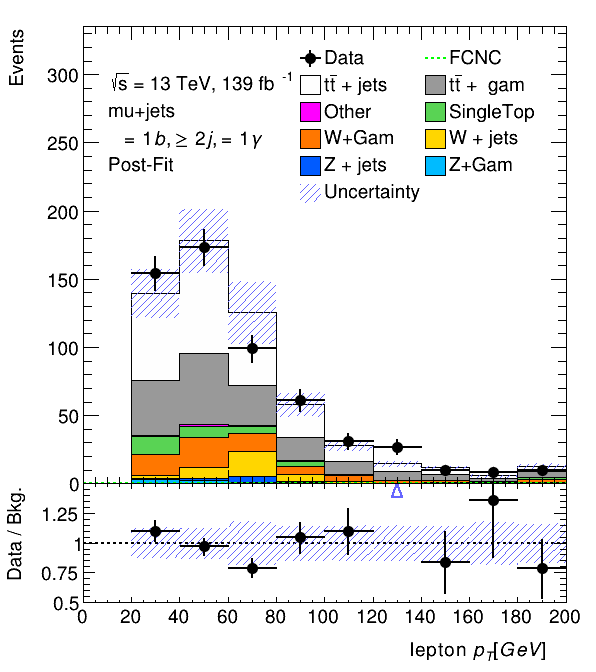 Events
300
250
200
150
100
50
0
√s = 13 TeV, 139 fb⁻¹
mu+jets
= 1b, ≥ 2j, = 1γ
Post-Fit
Data
FCNC
tt̄ + jets
tt̄ + gam
Other
SingleTop
W+Gam
W + jets
Z + jets
Z+Gam
Uncertainty
Data / Bkg.
1.25
1
0.75
0.5
0 20 40 60 80 100 120 140 160 180 200
lepton p_T[GeV]